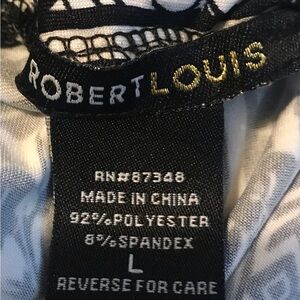 ROBERTLOUIS
RN#87348
MADE IN CHINA
92%POLYESTER
8%SPANDEX
L
REVERSE FOR CARE